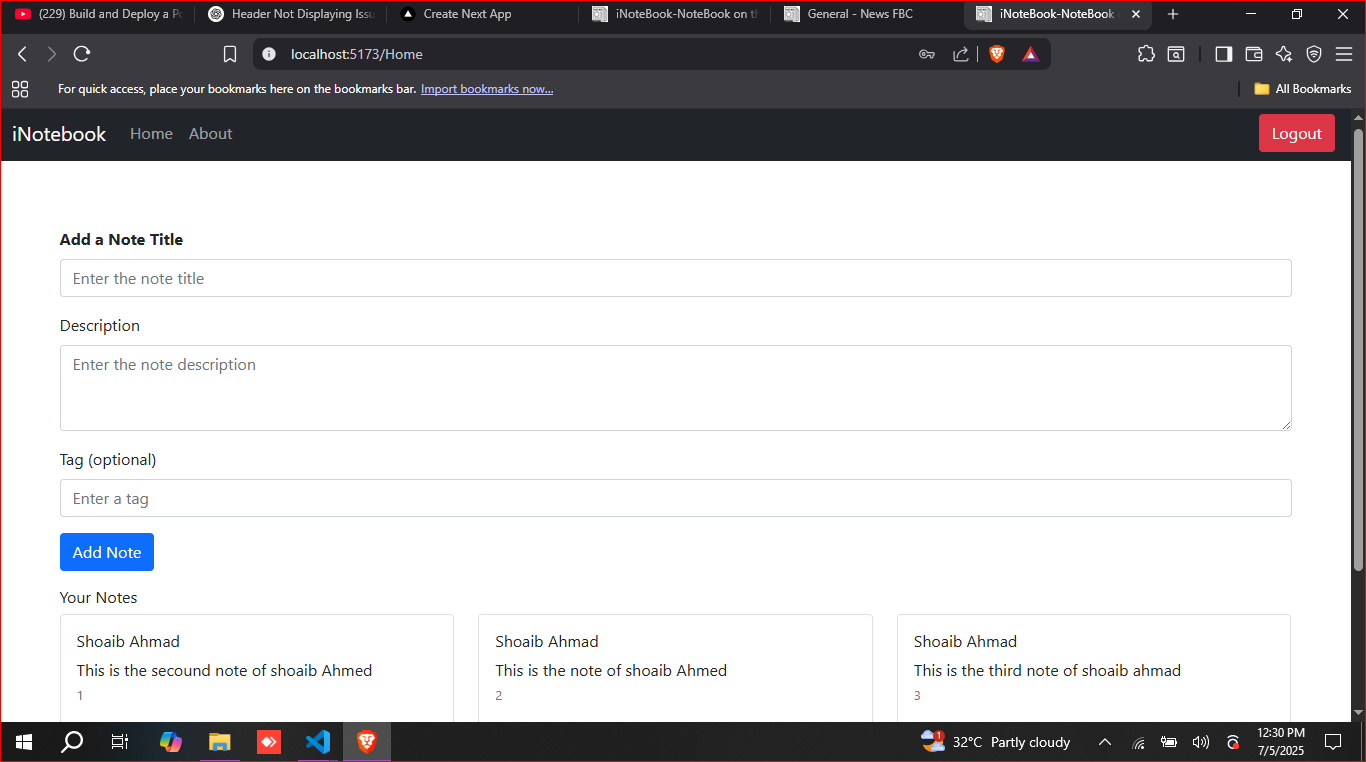 (229) Build and Deploy a Po
Header Not Displaying Issu
Create Next App
iNoteBook-NoteBook on th
General - News FBC
iNoteBook-NoteBook
localhost:5173/Home
For quick access, place your bookmarks here on the bookmarks bar. Import bookmarks now...
All Bookmarks
iNotebook Home About Logout
Add a Note Title
Enter the note title
Description
Enter the note description
Tag (optional)
Enter a tag
Add Note
Your Notes
Shoaib Ahmad
This is the secound note of shoaib Ahmed
1
Shoaib Ahmad
This is the note of shoaib Ahmed
2
Shoaib Ahmad
This is the third note of shoaib ahmad
3
1
32°C Partly cloudy
12:30 PM
7/5/2025